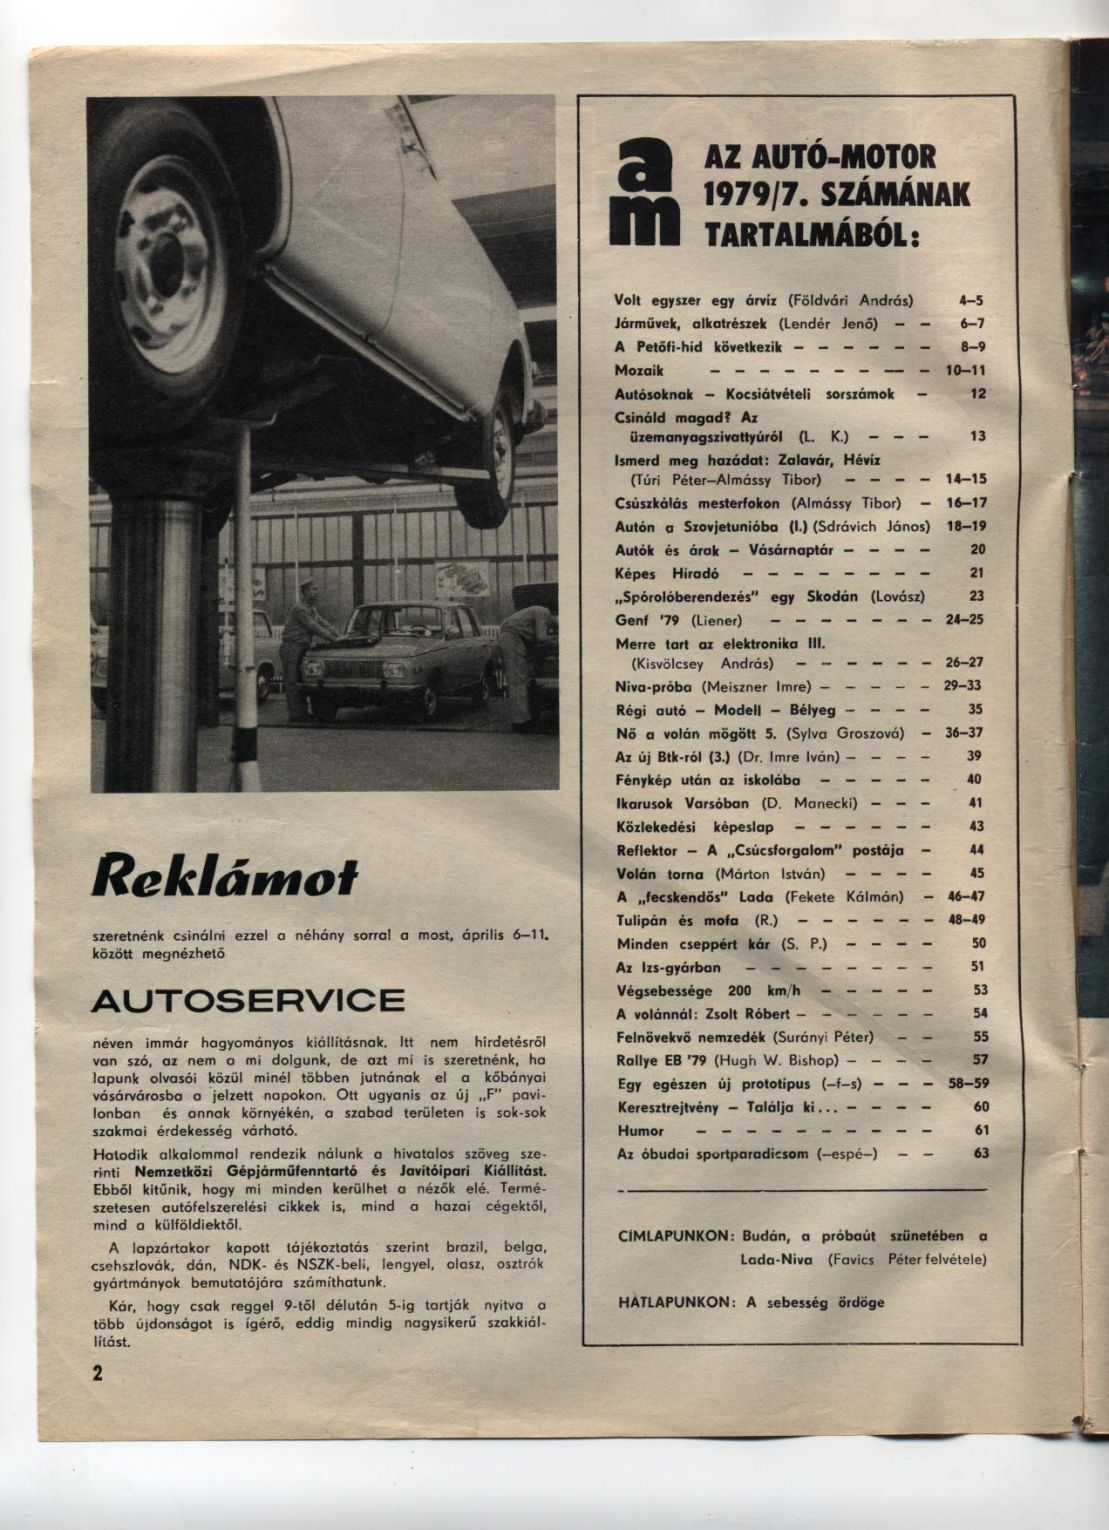 Reklámot
szeretnénk csinálni ezzel a néhány sorral a most, április 6–11.
között megnézhető
AUTOSERVICE
néven immár hagyományos kiállításnak. Itt nem hirdetésről
van szó, az nem a mi dolgunk, de azt mi is szeretnénk, ha
lapunk olvasói közül minél többen jutnának el a kőbányai
vásárvárosba a jelzett napokon. Ott ugyanis az új „F” pavi-
lonban és annak környékén, a szabad területen is sok-sok
szakmai érdekesség várható.
Hatodik alkalommal rendezik nálunk a hivatalos szöveg sze-
rinti Nemzetközi Gépjárműfenntartó és Javítóipari Kiállítást.
Ebből kitűnik, hogy mi minden kerülhet a nézők elé. Termé-
szetesen autófelszerelési cikkek is, mind a hazai cégektől,
mind a külföldiektől.
A lapzártakor kapott tájékoztatás szerint brazil, belga,
csehszlovák, dán, NDK- és NSZK-beli, lengyel, olasz, osztrák
gyártmányok bemutatójára számíthatunk.
Kár, hogy csak reggel 9-től délután 5-ig tartják nyitva a
több újdonságot is ígérő, eddig mindig nagysikerű szakkiál-
lítást.
2
am
AZ AUTÓ-MOTOR
1979/7. SZÁMÁNAK
TARTALMÁBÓL:
Volt egyszer egy árvíz (Földvári András) 4–5
Járművek, alkatrészek (Lendér Jenő) – – 6–7
A Petőfi-híd következik – – – – – – 8–9
Mozaik – – – – – – – – – – 10–11
Autósoknak – Kocsiátvételi sorszámok – 12
Csináld magad? Az
üzemanyagszivattyúról (L. K.) – – – 13
Ismerd meg hazádat: Zalavár, Hévíz
(Túri Péter–Almássy Tibor) – – – – 14–15
Csúszkálás mesterfokon (Almássy Tibor) – 16–17
Autón a Szovjetunióba (I.) (Sdrávich János) 18–19
Autók és árak – Vásárnaptár – – – – 20
Képes Híradó – – – – – – – – 21
„Spórolóberendezés” egy Skodán (Lovász) 23
Genf '79 (Liener) – – – – – – – 24–25
Merre tart az elektronika III.
(Kisvölcsey András) – – – – – – 26–27
Niva-próba (Meiszner Imre) – – – – – 29–33
Régi autó – Modell – Bélyeg – – – – 35
Nő a volán mögött 5. (Sylva Groszová) – 36–37
Az új Btk-ról (3.) (Dr. Imre Iván) – – – – 39
Fénykép után az iskolába – – – – – 40
Ikarusok Varsóban (D. Manecki) – – – 41
Közlekedési képeslap – – – – – – 43
Reflektor – A „Csúcsforgalom” postája – 44
Volán torna (Márton István) – – – – 45
A „fecskendős” Lada (Fekete Kálmán) – 46–47
Tulipán és mofa (R.) – – – – – – 48–49
Minden cseppért kár (S. P.) – – – – 50
Az Izs-gyárban – – – – – – – – 51
Végsebessége 200 km/h – – – – – 53
A volánnál: Zsolt Róbert – – – – – – 54
Felnövekvő nemzedék (Surányi Péter) – – 55
Rallye EB '79 (Hugh W. Bishop) – – – – 57
Egy egészen új prototípus (–f–s) – – – 58–59
Keresztrejtvény – Találja ki... – – – – 60
Humor – – – – – – – – – – 61
Az óbudai sportparadicsom (–espé–) – – 63
CÍMLAPUNKON: Budán, a próbaút szünetében a
Lada-Niva (Favics Péter felvétele)
HÁTLAPUNKON: A sebesség ördöge